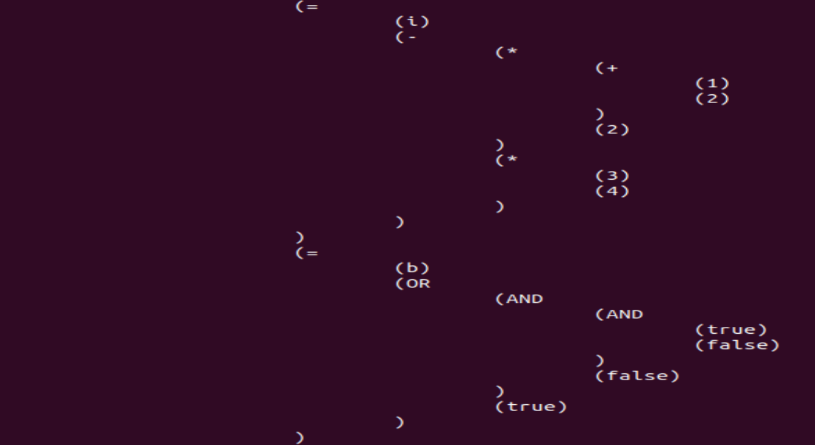 (=
(i)
(-
(*
(+
(1)
(2)
)
(2)
)
(*
(3)
(4)
)
)
)
(=
(b)
(OR
(AND
(AND
(true)
(false)
)
(false)
)
(true)
)
)